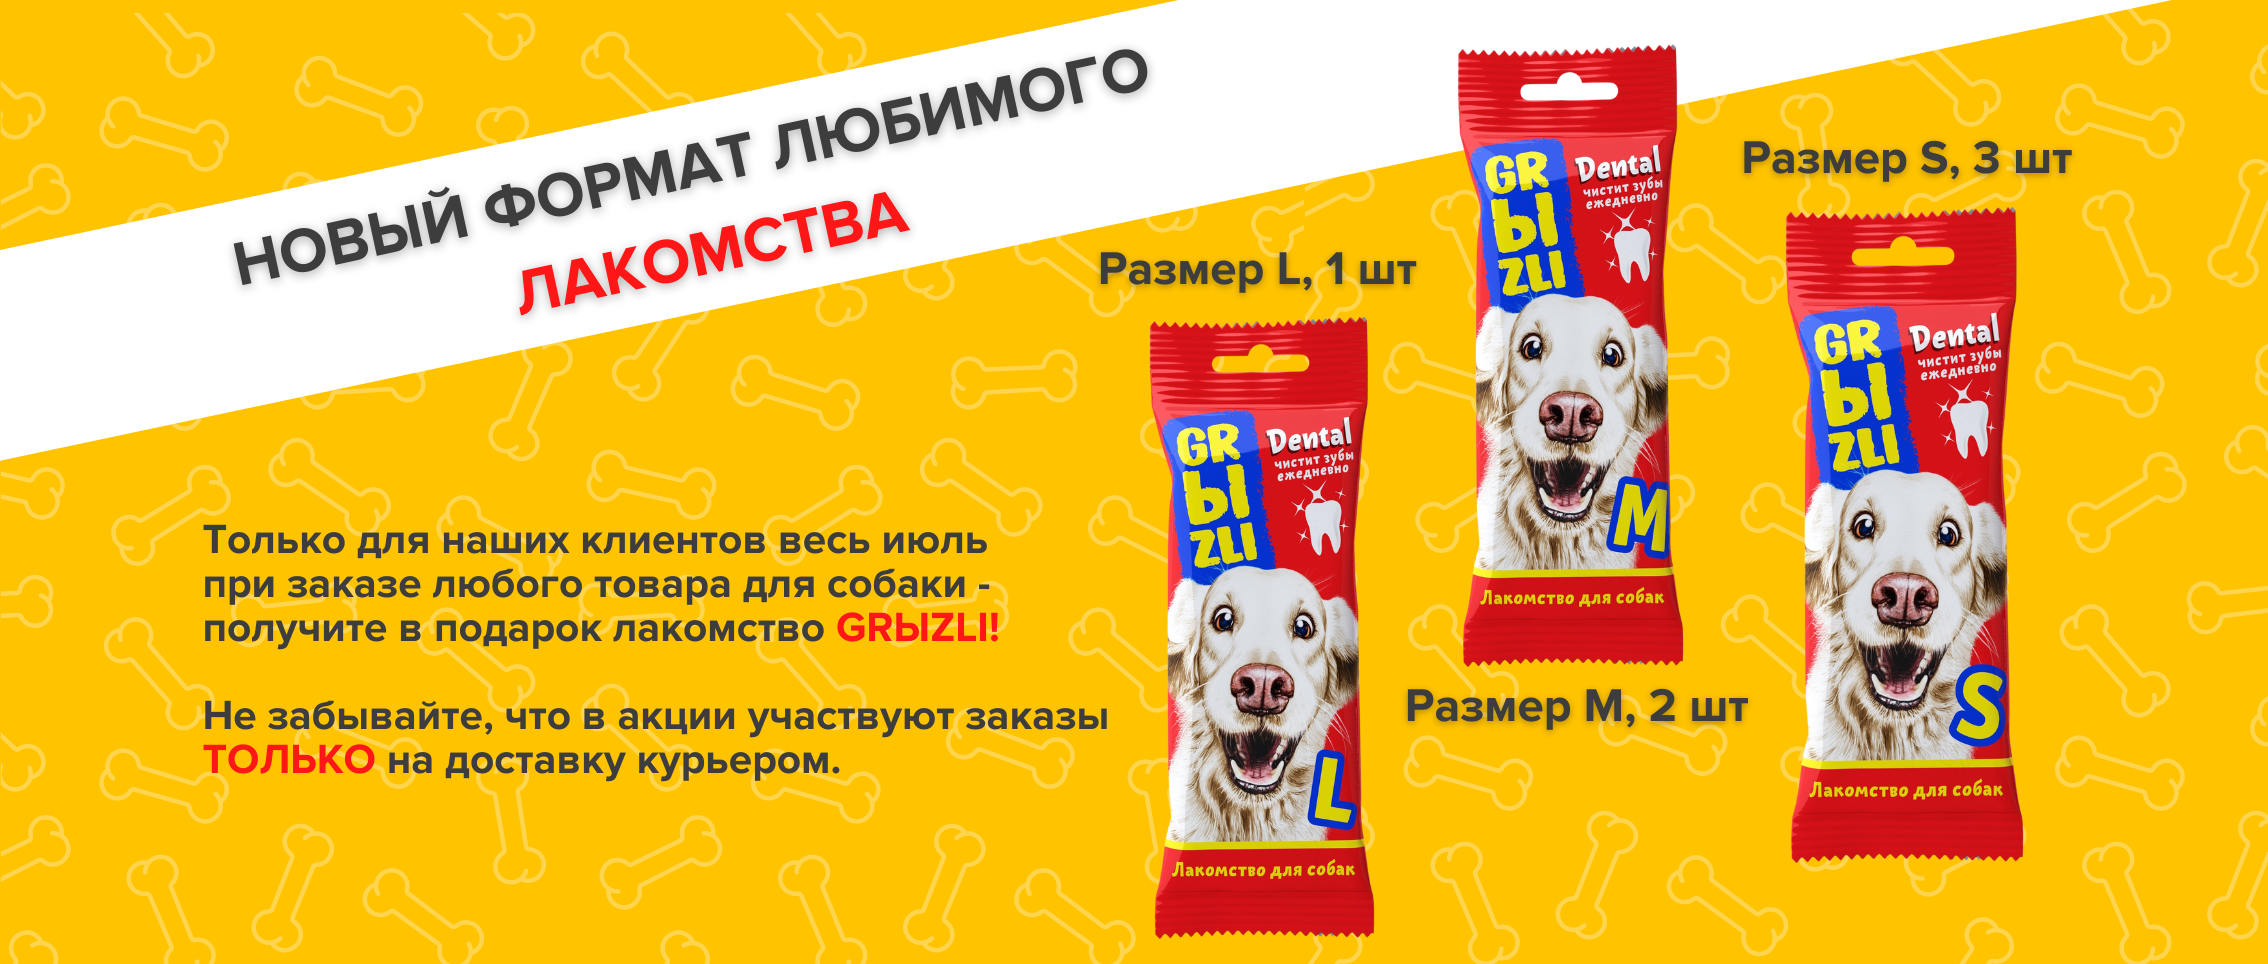 НОВЫЙ ФОРМАТ ЛЮБИМОГО
ЛАКОМСТВА
Только для наших клиентов весь июль
при заказе любого товара для собаки -
получите в подарок лакомство GRЫZLI!
Не забывайте, что в акции участвуют заказы
ТОЛЬКО на доставку курьером.
Размер L, 1 шт
GR
Ы
ZLI
Dental
чистит зубы
ежедневно
L
Лакомство для собак
GR
Ы
ZLI
Dental
чистит зубы
ежедневно
M
Лакомство для собак
Размер M, 2 шт
Размер S, 3 шт
GR
Ы
ZLI
Dental
чистит зубы
ежедневно
S
Лакомство для собак